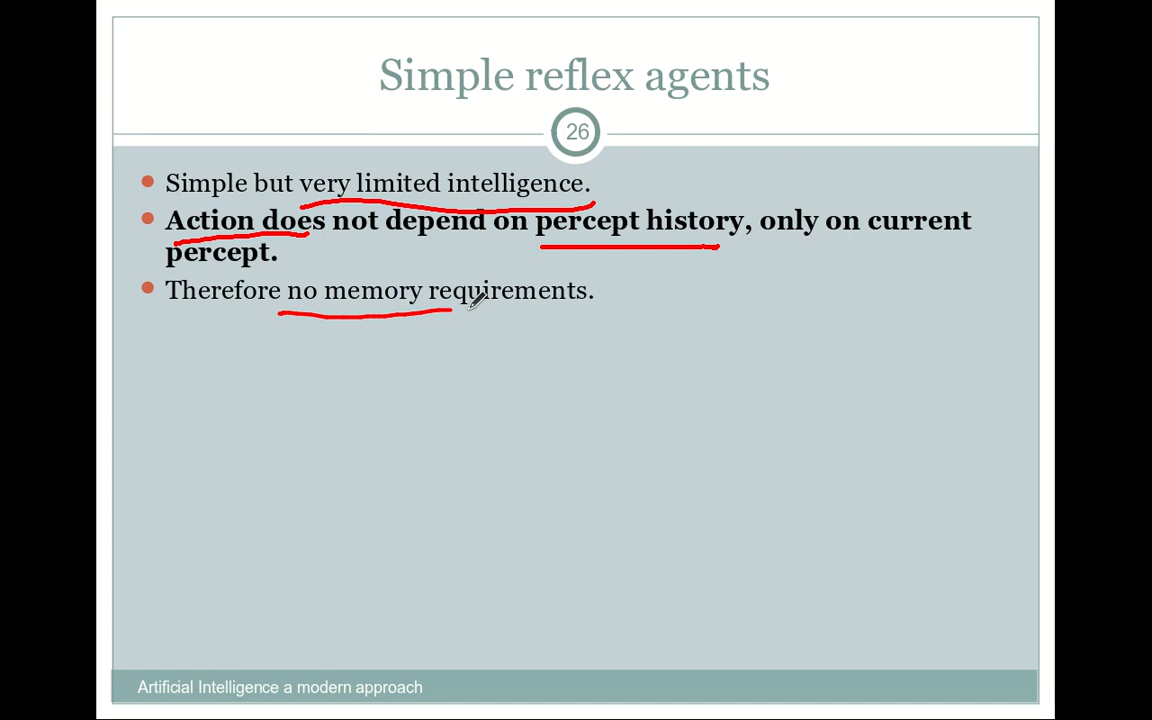 Simple reflex agents
26
Simple but very limited intelligence.
Action does not depend on percept history, only on current
percept.
Therefore no memory requirements.
Artificial Intelligence a modern approach